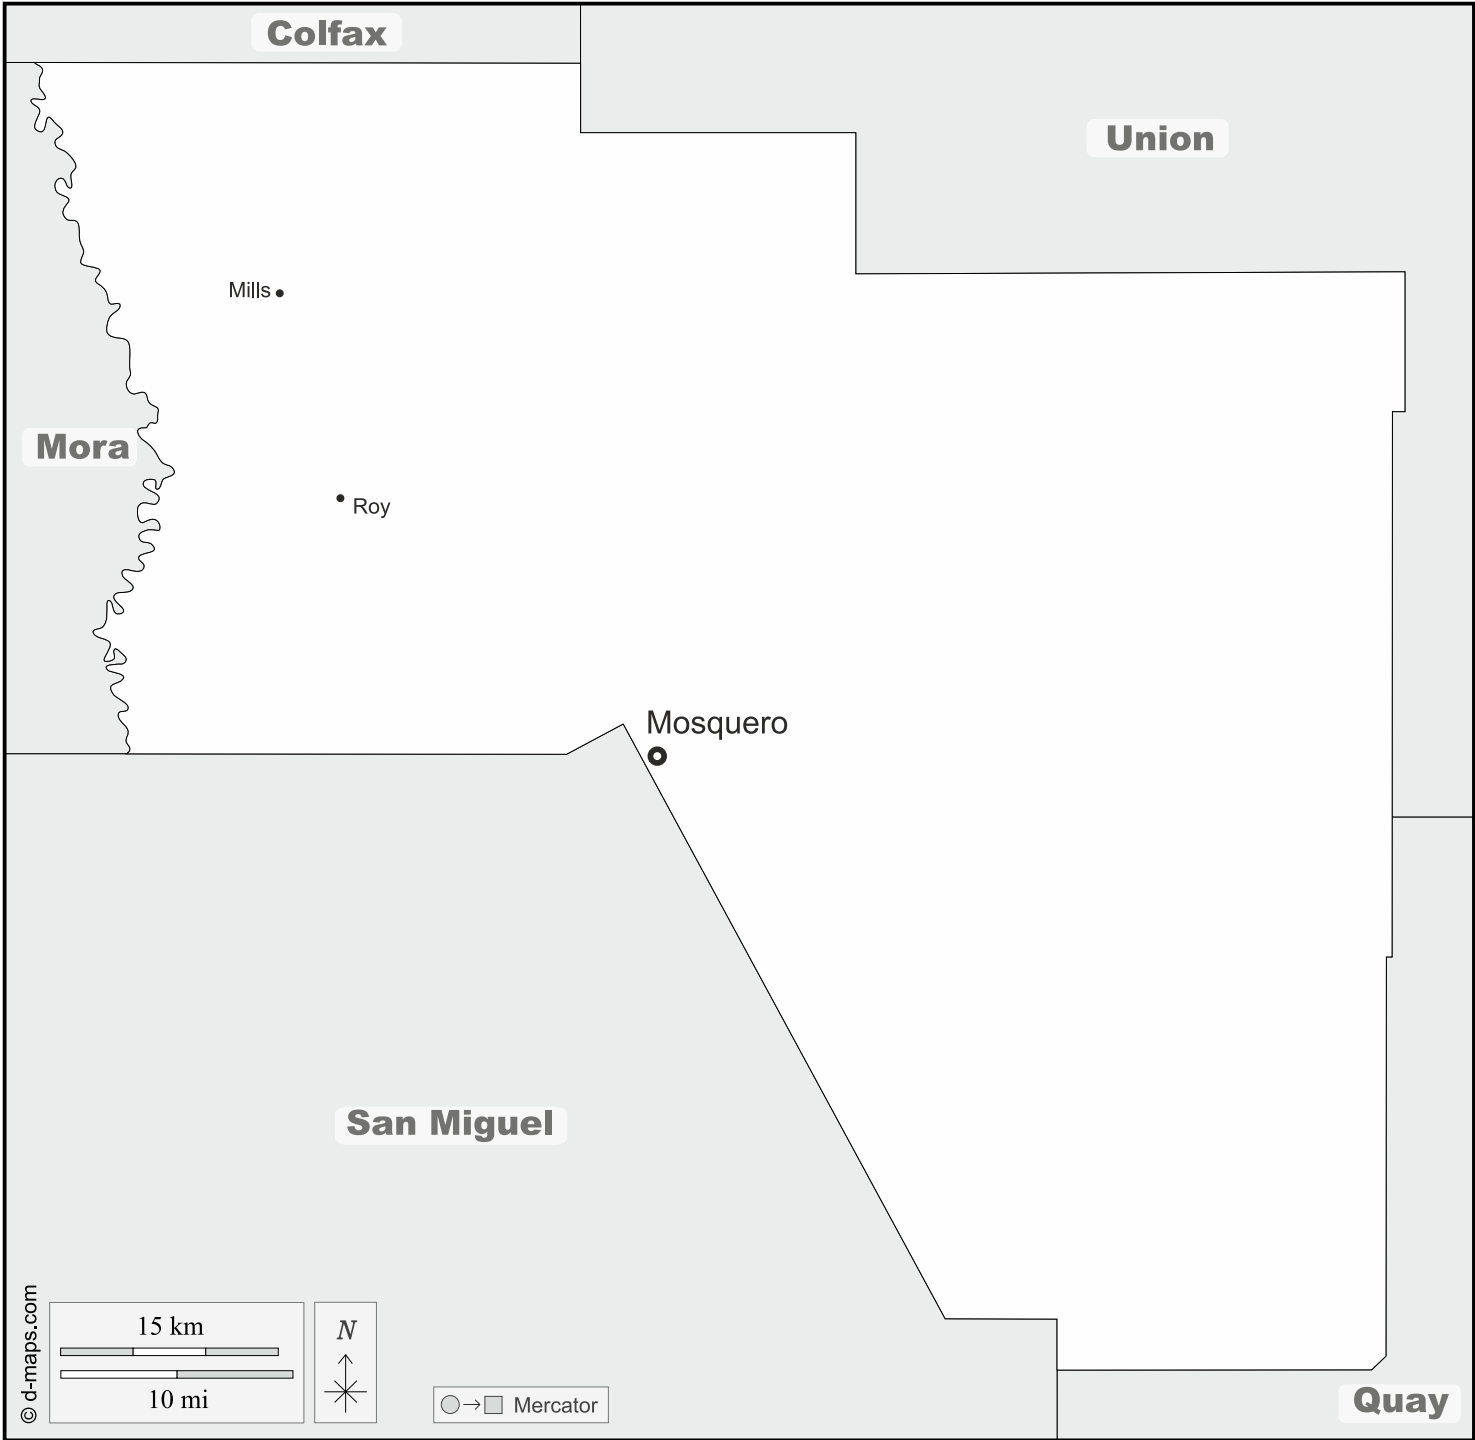 Colfax
Union
Mills
Mora
Roy
Mosquero
San Miguel
© d-maps.com
15 km
10 mi
N
Mercator
Quay